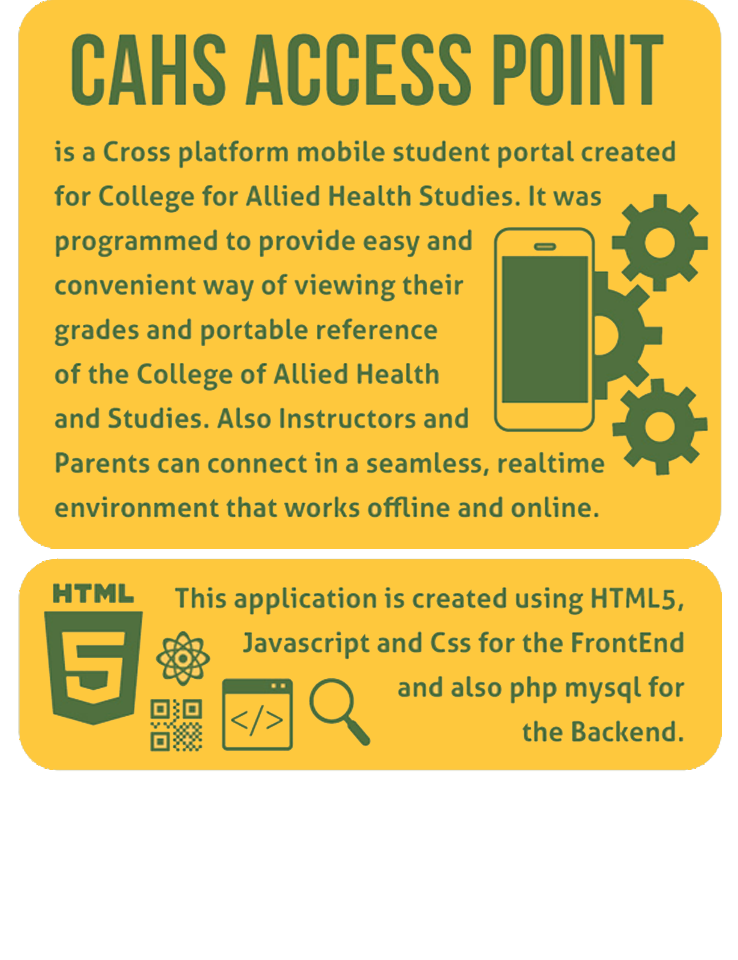 CAHS ACCESS POINT
is a Cross platform mobile student portal created
for College for Allied Health Studies. It was
programmed to provide easy and
convenient way of viewing their
grades and portable reference
of the College of Allied Health
and Studies. Also Instructors and
Parents can connect in a seamless, realtime
environment that works offline and online.
HTML
5
This application is created using HTML5,
Javascript and Css for the FrontEnd
and also php mysql for
the Backend.
</>